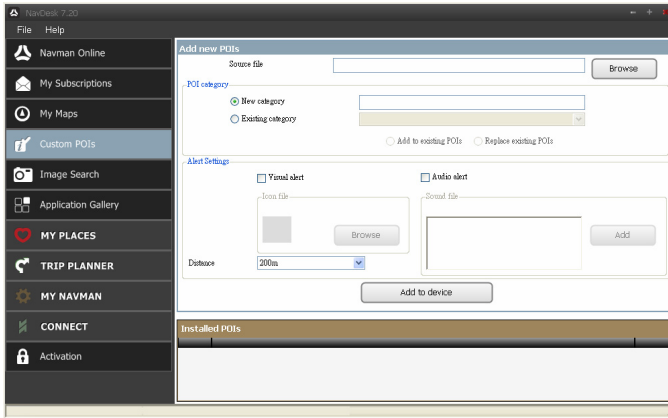 NavDesk 7.20
File Help
Navman Online
My Subscriptions
My Maps
Custom POIs
Image Search
Application Gallery
MY PLACES
TRIP PLANNER
MY NAVMAN
CONNECT
Activation
Add new POIs
Source file
Browse
POI category
New category
Existing category
Add to existing POIs Replace existing POIs
Alert Settings
Visual alert Audio alert
Icon file Sound file
Browse Add
Distance 200m
Add to device
Installed POIs